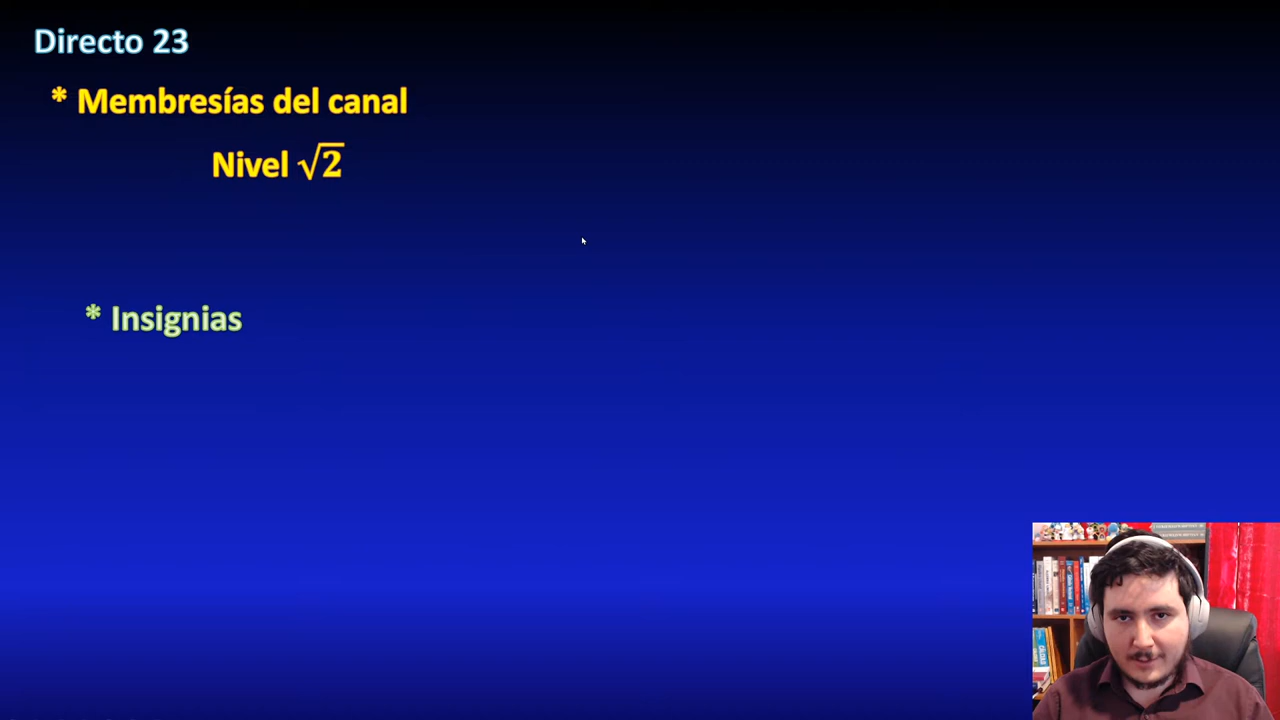 Directo 23
* Membresías del canal
Nivel √2
* Insignias